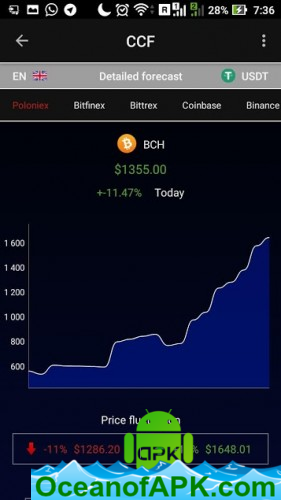 28% 7:36
CCF
EN Detailed forecast USDT
Poloniex Bitfinex Bittrex Coinbase Binance
BCH
$1355.00
+-11.47% Today
1 600
1 400
1 200
1 000
800
600
Price flu
-11% $1286.20 % $1648.01
APK
OceanofAPK.com